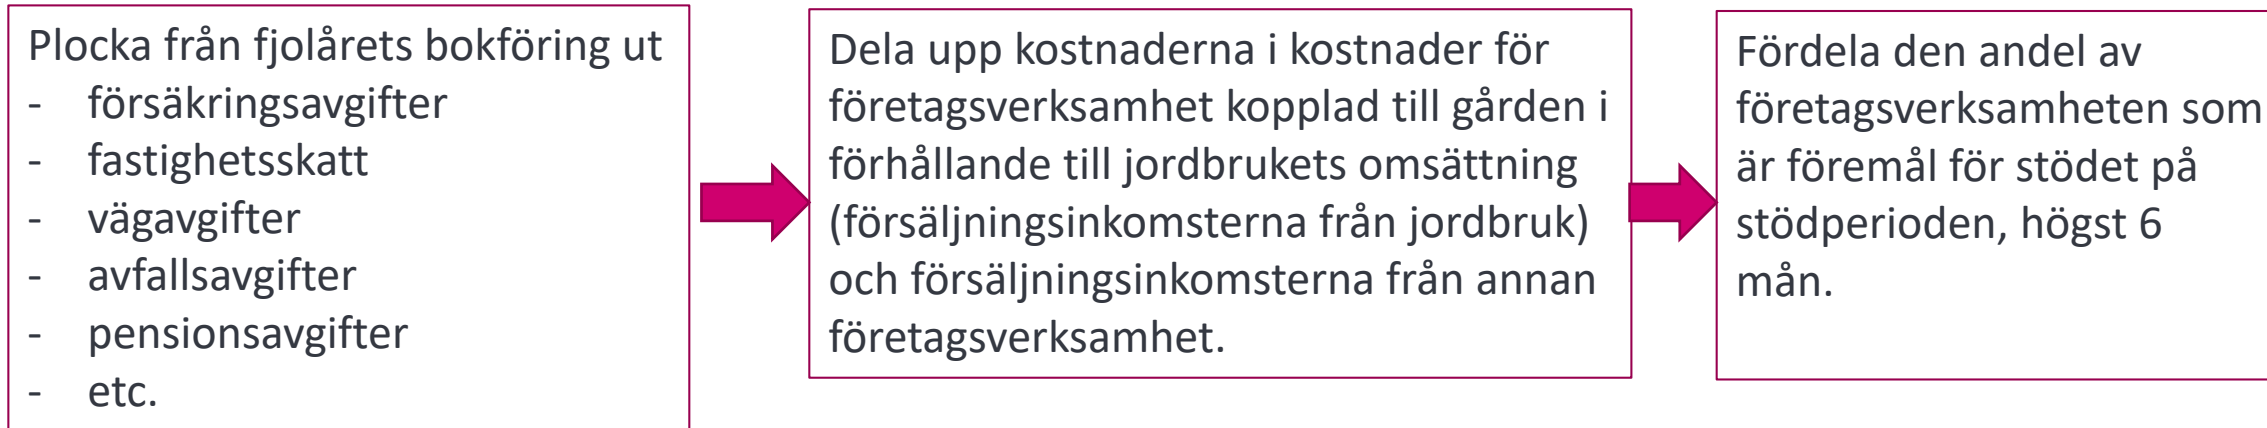 Plocka från fjolårets bokföring ut
- försäkringsavgifter
- fastighetsskatt
- vägavgifter
- avfallsavgifter
- pensionsavgifter
- etc.
Dela upp kostnaderna i kostnader för
företagsverksamhet kopplad till gården i
förhållande till jordbrukets omsättning
(försäljningsinkomsterna från jordbruk)
och försäljningsinkomsterna från annan
företagsverksamhet.
Fördela den andel av
företagsverksamheten som
är föremål för stödet på
stödperioden, högst 6
mån.